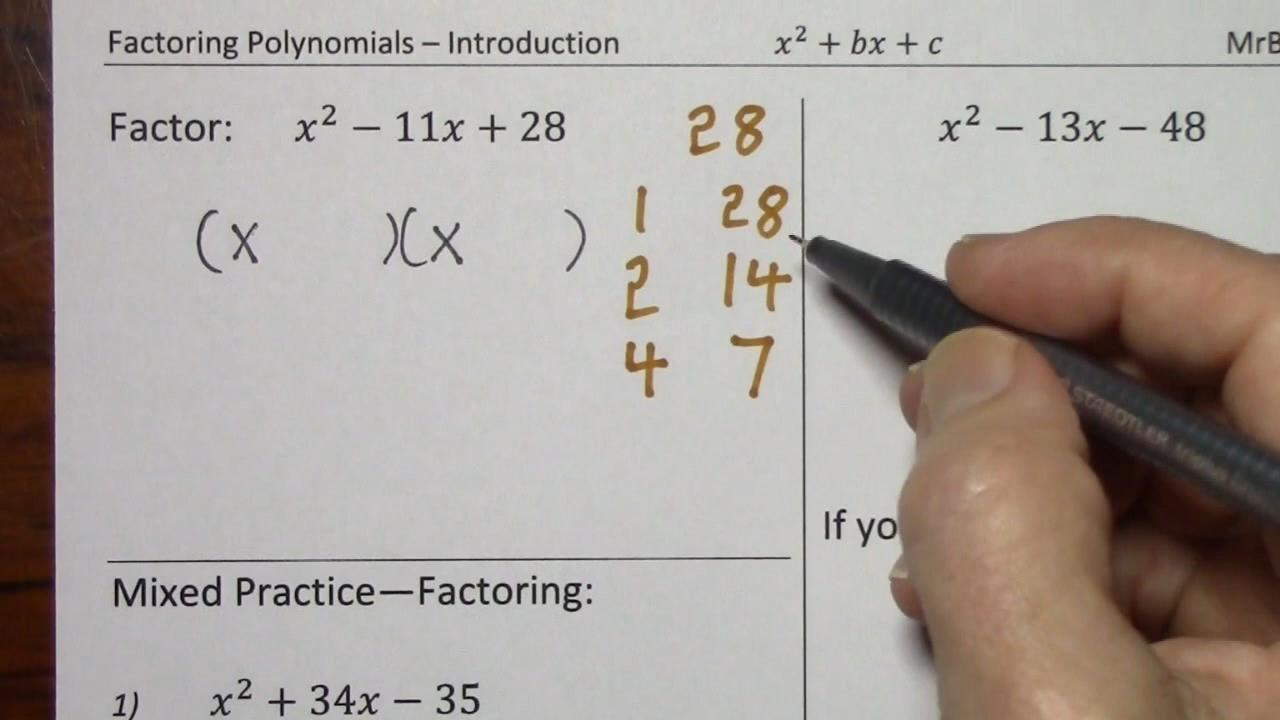 Factoring Polynomials – Introduction x² + bx + c MrB
Factor: x² − 11x + 28
(x )(x )
28
1 28
2 14
4 7
x² − 13x − 48
If yo
STAEDTLER
Mixed Practice—Factoring:
1) x² + 34x − 35